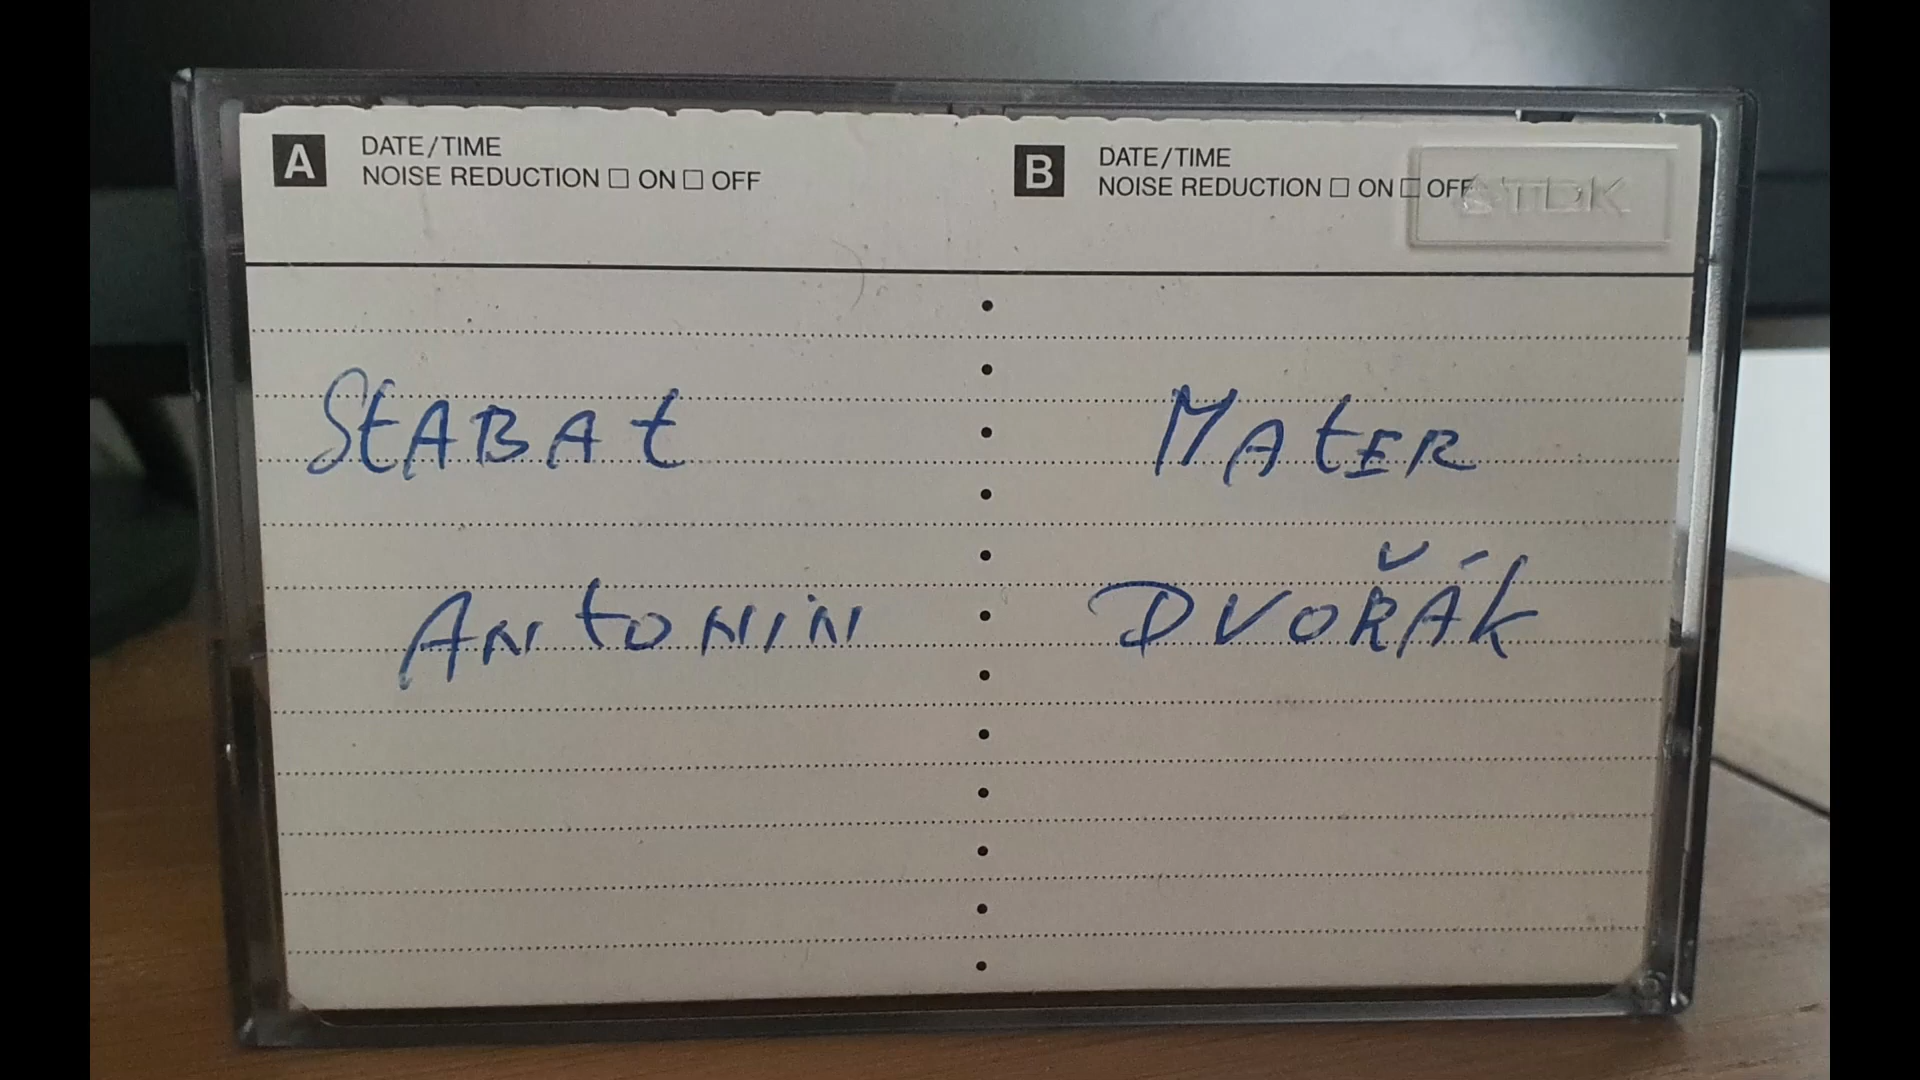 A DATE/TIME
NOISE REDUCTION ☐ ON ☐ OFF
B DATE/TIME
NOISE REDUCTION ☐ ON ☐ OFF
TDK
StABAt MAtER
ANtONiN DVOŘÁK